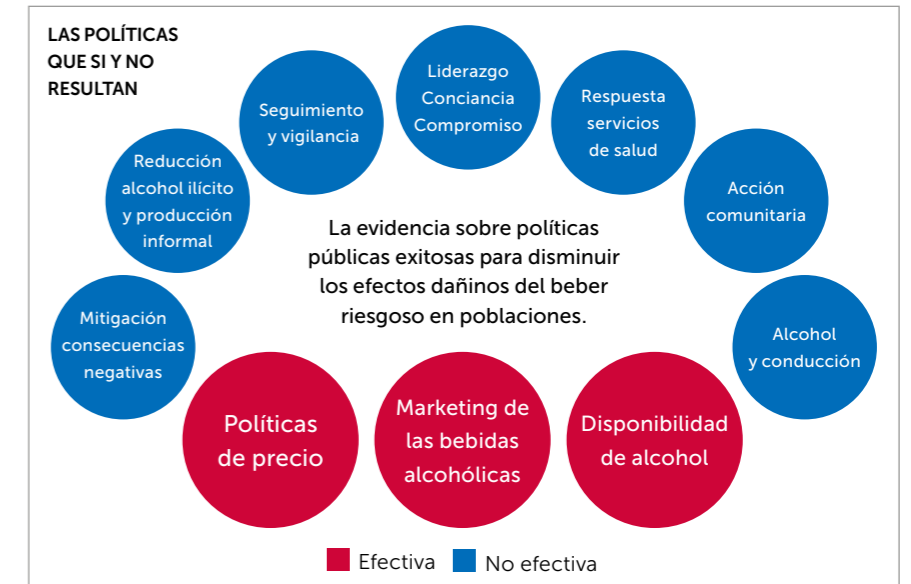 LAS POLÍTICAS
QUE SI Y NO
RESULTAN
Liderazgo
Conciancia
Compromiso
Seguimiento
y vigilancia
Respuesta
servicios
de salud
Reducción
alcohol ilícito
y producción
informal
Acción
comunitaria
La evidencia sobre políticas
públicas exitosas para disminuir
los efectos dañinos del beber
riesgoso en poblaciones.
Mitigación
consecuencias
negativas
Alcohol
y conducción
Políticas
de precio
Marketing de
las bebidas
alcohólicas
Disponibilidad
de alcohol
Efectiva
No efectiva